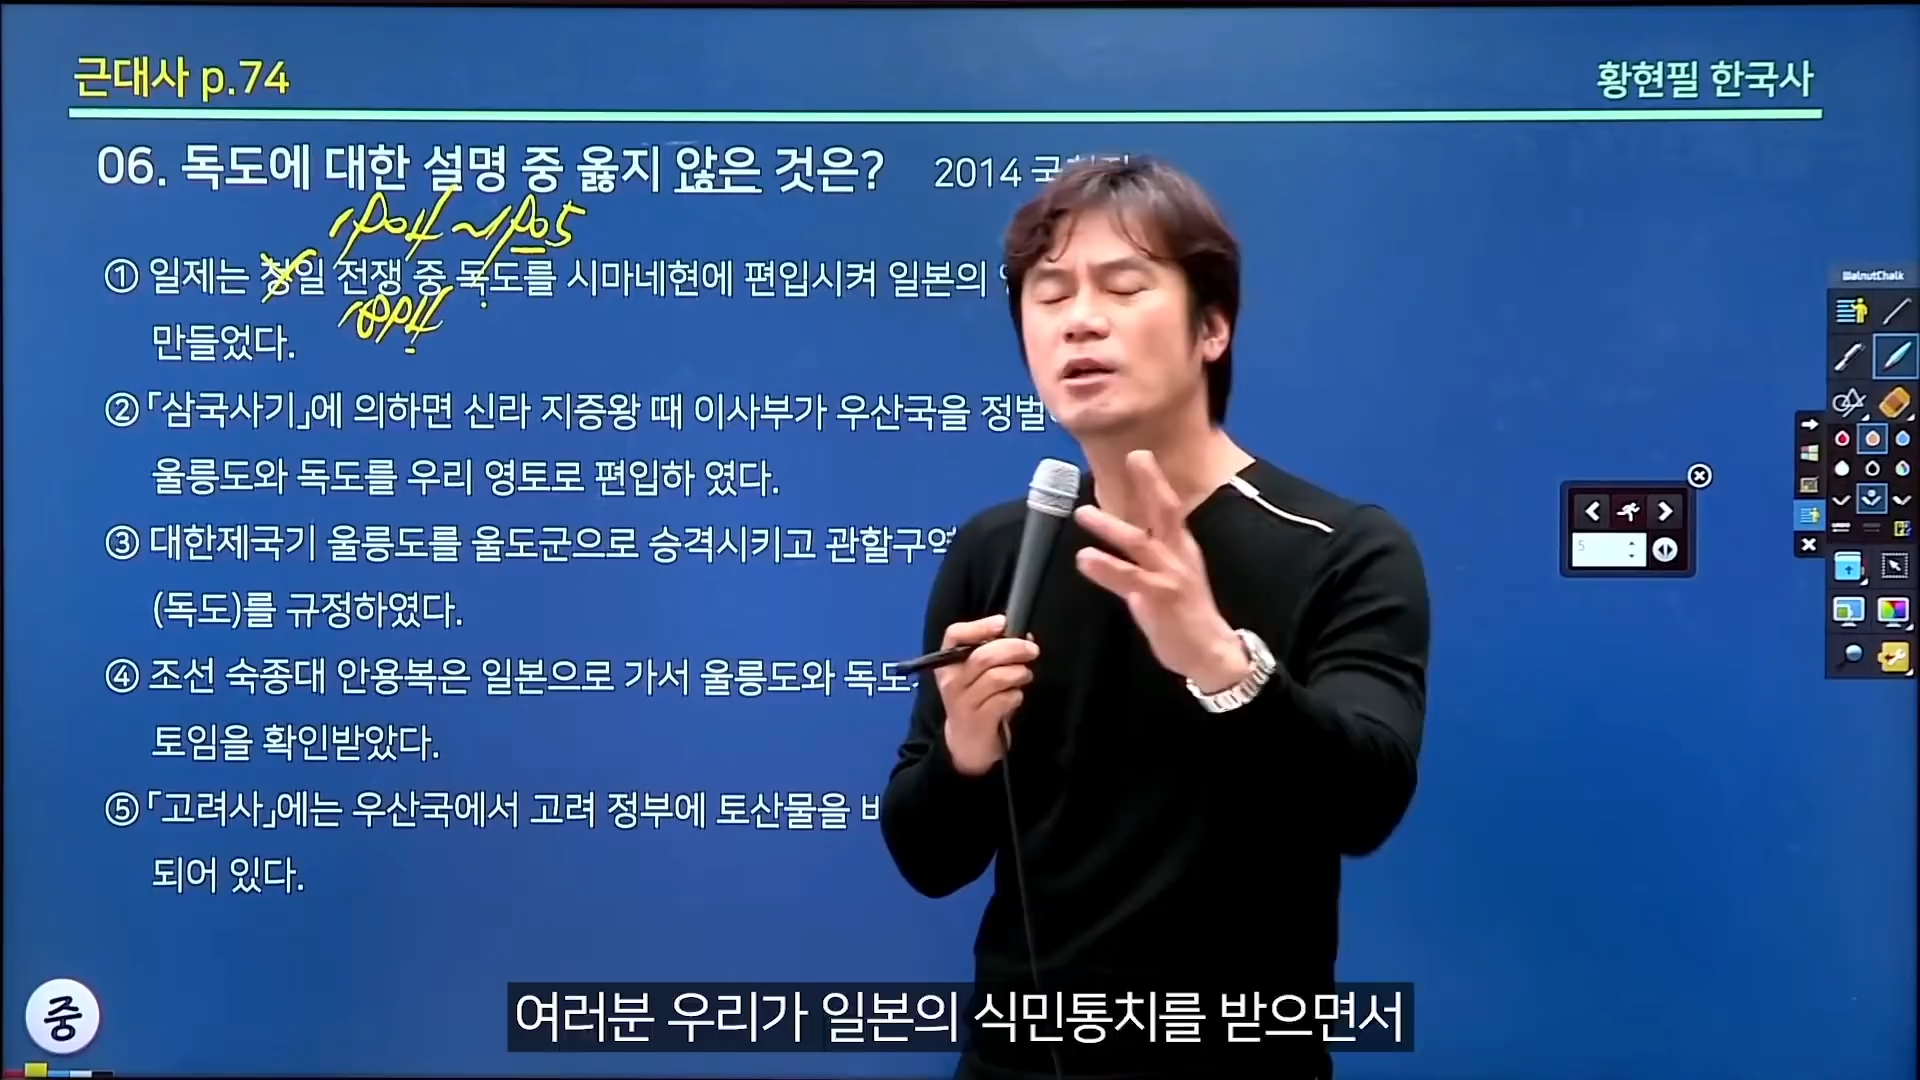 근대사 p.74
황현필 한국사
06. 독도에 대한 설명 중 옳지 않은 것은? 2014
1904~1905
① 일제는 청일 전쟁 중 독도를 시마네현에 편입시켜 일본의
1894
만들었다.
②「삼국사기」에 의하면 신라 지증왕 때 이사부가 우산국을 정벌
울릉도와 독도를 우리 영토로 편입하 였다.
③ 대한제국기 울릉도를 울도군으로 승격시키고 관할구역
(독도)를 규정하였다.
④ 조선 숙종대 안용복은 일본으로 가서 울릉도와 독도
토임을 확인받았다.
⑤「고려사」에는 우산국에서 고려 정부에 토산물을
되어 있다.
WalnutChalk
5
중
여러분 우리가 일본의 식민통치를 받으면서